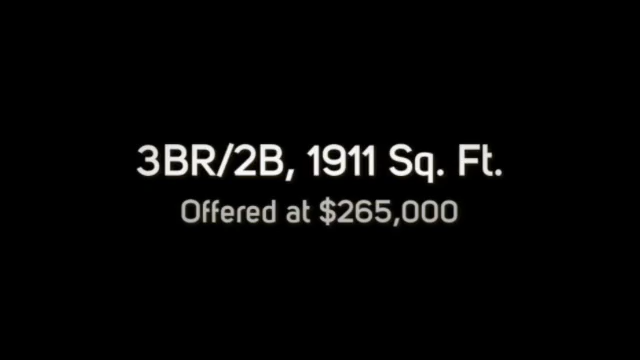 3BR/2B, 1911 Sq. Ft.
Offered at $265,000